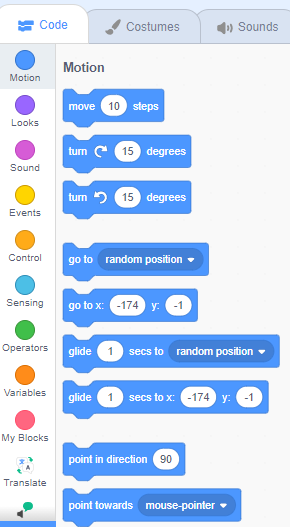 Code Costumes Sounds
Motion
Looks
Sound
Events
Control
Sensing
Operators
Variables
My Blocks
Translate
Motion
move 10 steps
turn 15 degrees
turn 15 degrees
go to random position
go to x: -174 y: -1
glide 1 secs to random position
glide 1 secs to x: -174 y: -1
point in direction 90
point towards mouse-pointer